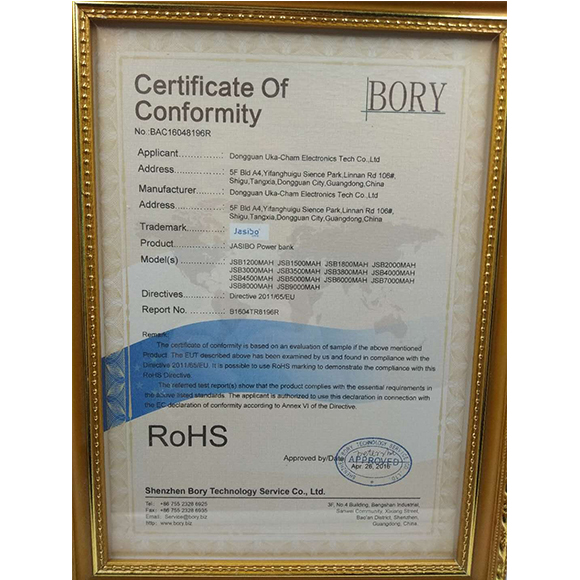 Certificate Of
Conformity
BORY
No.:BAC16048196R
Applicant............: Dongguan Uka-Cham Electronics Tech Co.,Ltd
Address.............: 5F Bld A4,Yifanghuigu Sience Park,Linnan Rd 106#,
Shigu,Tangxia,Dongguan City,Guangdong,China
Manufacturer......: Dongguan Uka-Cham Electronics Tech Co.,Ltd
Address.............: 5F Bld A4,Yifanghuigu Sience Park,Linnan Rd 106#,
Shigu,Tangxia,Dongguan City,Guangdong,China
Trademark.........: Jasibo
Product..............: JASIBO Power bank
Model(s)............: JSB1200MAH JSB1500MAH JSB1800MAH JSB2000MAH
JSB3000MAH JSB3500MAH JSB3800MAH JSB4000MAH
JSB4500MAH JSB5000MAH JSB6000MAH JSB7000MAH
JSB8000MAH JSB9000MAH
Directives..........: Directive 2011/65/EU
Report No. ........: B1604TR8196R
Remark:
The certificate of conformity is based on an evaluation of sample if the above mentioned
Product. The EUT described above has been examined by us and found in compliance with the
Directive 2011/65/EU. It is possible to use RoHS marking to demonstrate the compliance with this
RoHS Directive.
The referred test report(s) show that the product complies with the essential requirements in
the above listed standards. The applicant is authorized to use this declaration in connection with
the EC declaration of conformity according to Annex VI of the Directive.
RoHS
Approved by/Date
BORY TECHNOLOGY SERVICE CO.,
APPROVED
Apr. 26, 2016
Shenzhen Bory Technology Service Co., Ltd.
Tel.: +86 755 2328 6925
Fax.: +86 755 2328 6935
Email: Service@bory.biz
http: www.bory.biz
3F, No.4 Building, Bengshan Industrial,
Sanwei Community, Xixiang Street,
Bao'an District, Shenzhen,
Guangdong, China.